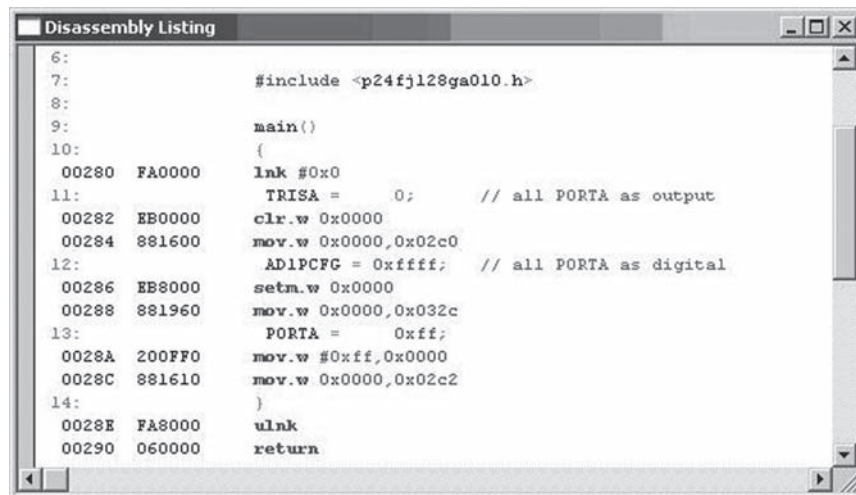 Disassembly Listing
6:
7: #include <p24fj128ga010.h>
8:
9: main()
10: {
00280 FA0000 lnk #0x0
11: TRISA = 0; // all PORTA as output
00282 EB0000 clr.w 0x0000
00284 881600 mov.w 0x0000,0x02c0
12: AD1PCFG = 0xffff; // all PORTA as digital
00286 EB8000 setm.w 0x0000
00288 881960 mov.w 0x0000,0x032c
13: PORTA = 0xff;
0028A 200FF0 mov.w #0xff,0x0000
0028C 881610 mov.w 0x0000,0x02c2
14: }
0028E FA8000 ulnk
00290 060000 return